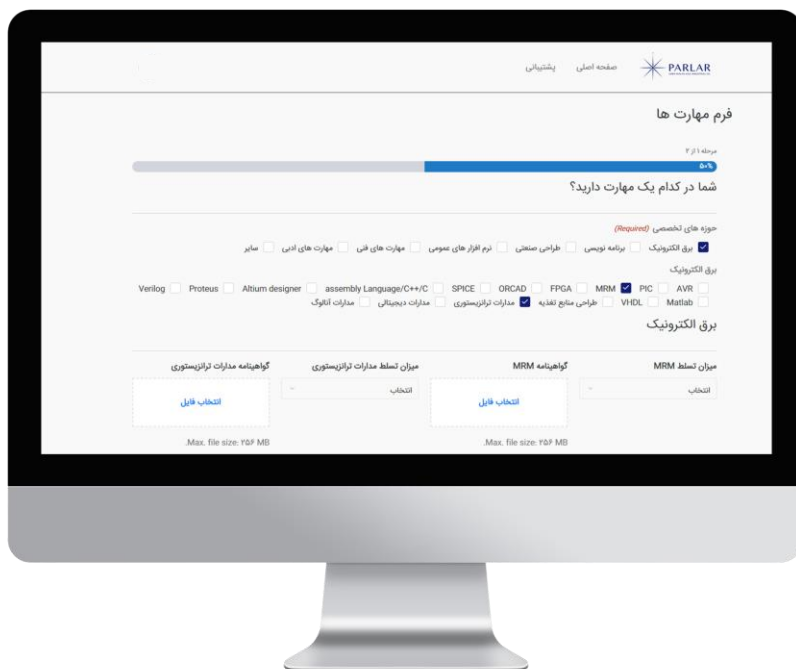 PARLAR صفحه اصلی پشتیبانی
فرم مهارت ها
مرحله ۱ از ۲
۵۰%
شما در کدام یک مهارت دارید؟
حوزه های تخصصی (Required)
برق الکترونیک برنامه نویسی طراحی صنعتی نرم افزار های عمومی مهارت های فنی مهارت های ادبی سایر
برق الکترونیک
AVR PIC MRM FPGA ORCAD SPICE assembly Language/C++/C Altium designer Proteus Verilog
Matlab VHDL طراحی منابع تغذیه مدارات ترانزیستوری مدارات دیجیتالی مدارات آنالوگ
برق الکترونیک
میزان تسلط MRM گواهینامه MRM میزان تسلط مدارات ترانزیستوری گواهینامه مدارات ترانزیستوری
انتخاب انتخاب فایل انتخاب انتخاب فایل
Max. file size: ۲۵۶ MB. Max. file size: ۲۵۶ MB.